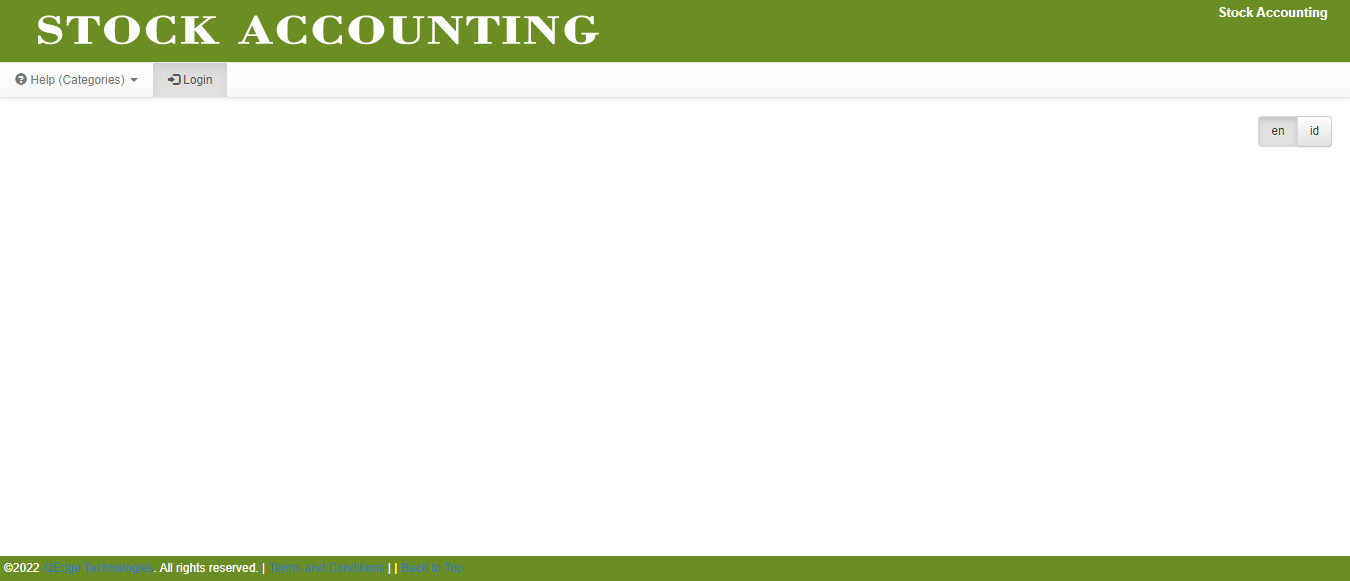 STOCK ACCOUNTING
Stock Accounting
Help (Categories)
Login
en
id
©2022 QEdge Technologies. All rights reserved. | Terms and Conditions | | Back to Top